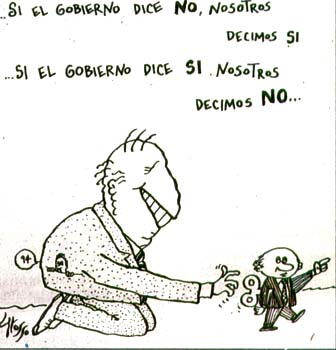 ..SI EL GOBIERNO DICE NO, NOSOTROS
DECIMOS SI
...SI EL GOBIERNO DICE SI, NOSOTROS
DECIMOS NO...